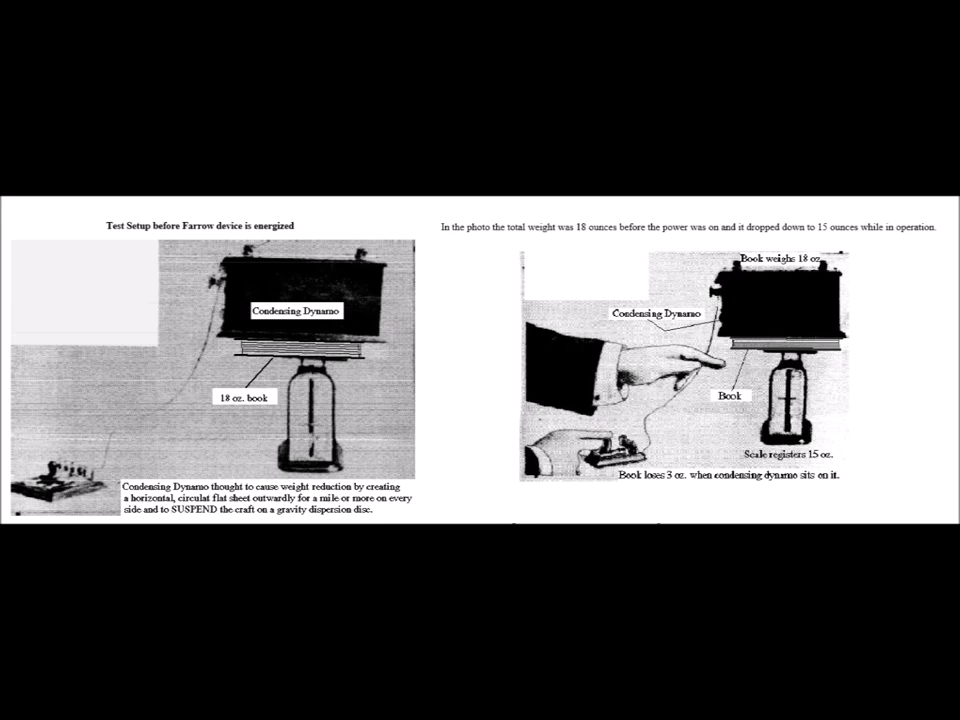 Test Setup before Farrow device is energized
Condensing Dynamo
18 oz. book
Condensing Dynamo thought to cause weight reduction by creating
a horizontal, circulat flat sheet outwardly for a mile or more on every
side and to SUSPEND the craft on a gravity dispersion disc.
In the photo the total weight was 18 ounces before the power was on and it dropped down to 15 ounces while in operation.
Book weighs 18 oz.
Condensing Dynamo
Book
Scale registers 15 oz.
Book loses 3 oz. when condensing dynamo sits on it.